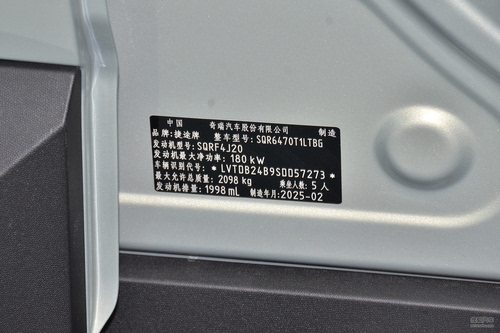 中国 奇瑞汽车股份有限公司 制造
品牌:捷途牌 整车型号:SQR6470T1LTBG
发动机型号:SQRF4J20
发动机最大净功率:180 kW
车辆识别代号:*LVTDB24B9SDD57273*
最大允许总质量:2098 kg 乘坐人数:5人
发动机排量:1998 mL 制造年月:2025-02